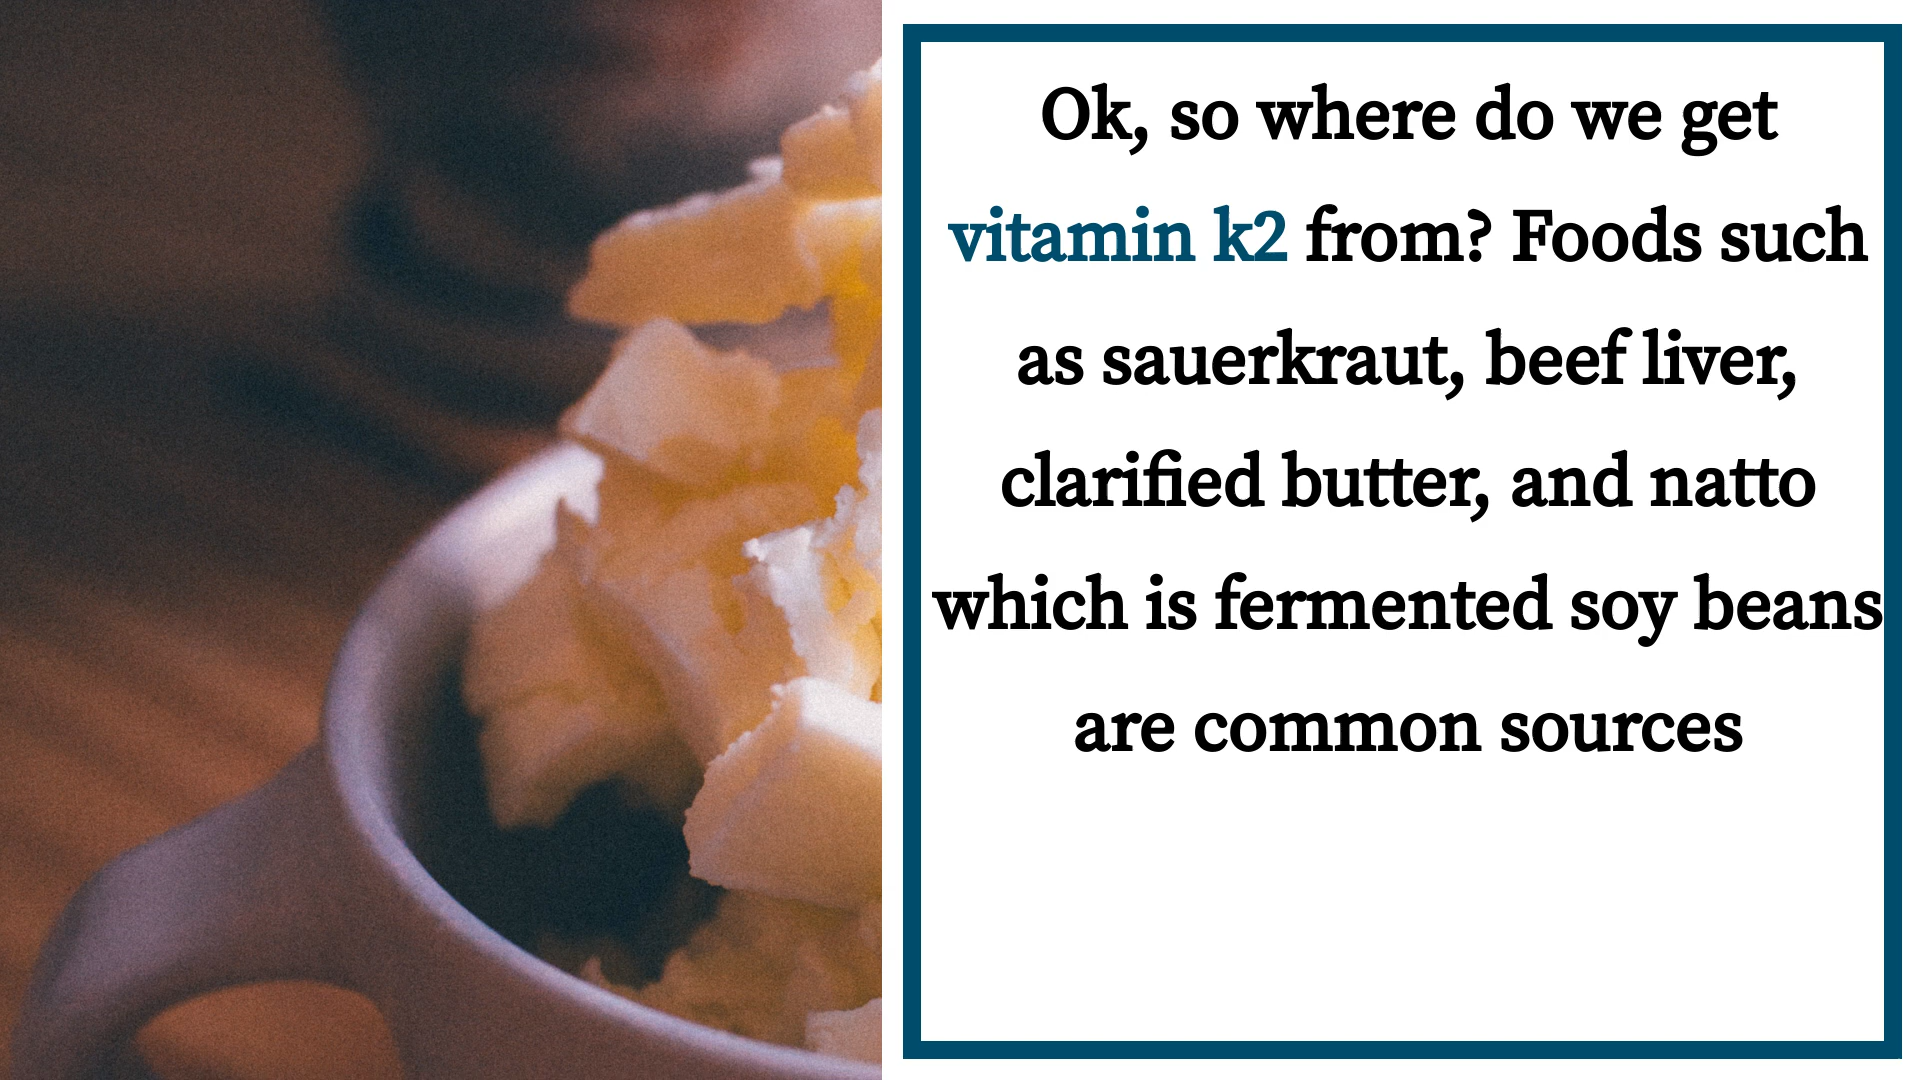 Ok, so where do we get
vitamin k2 from? Foods such
as sauerkraut, beef liver,
clarified butter, and natto
which is fermented soy beans
are common sources